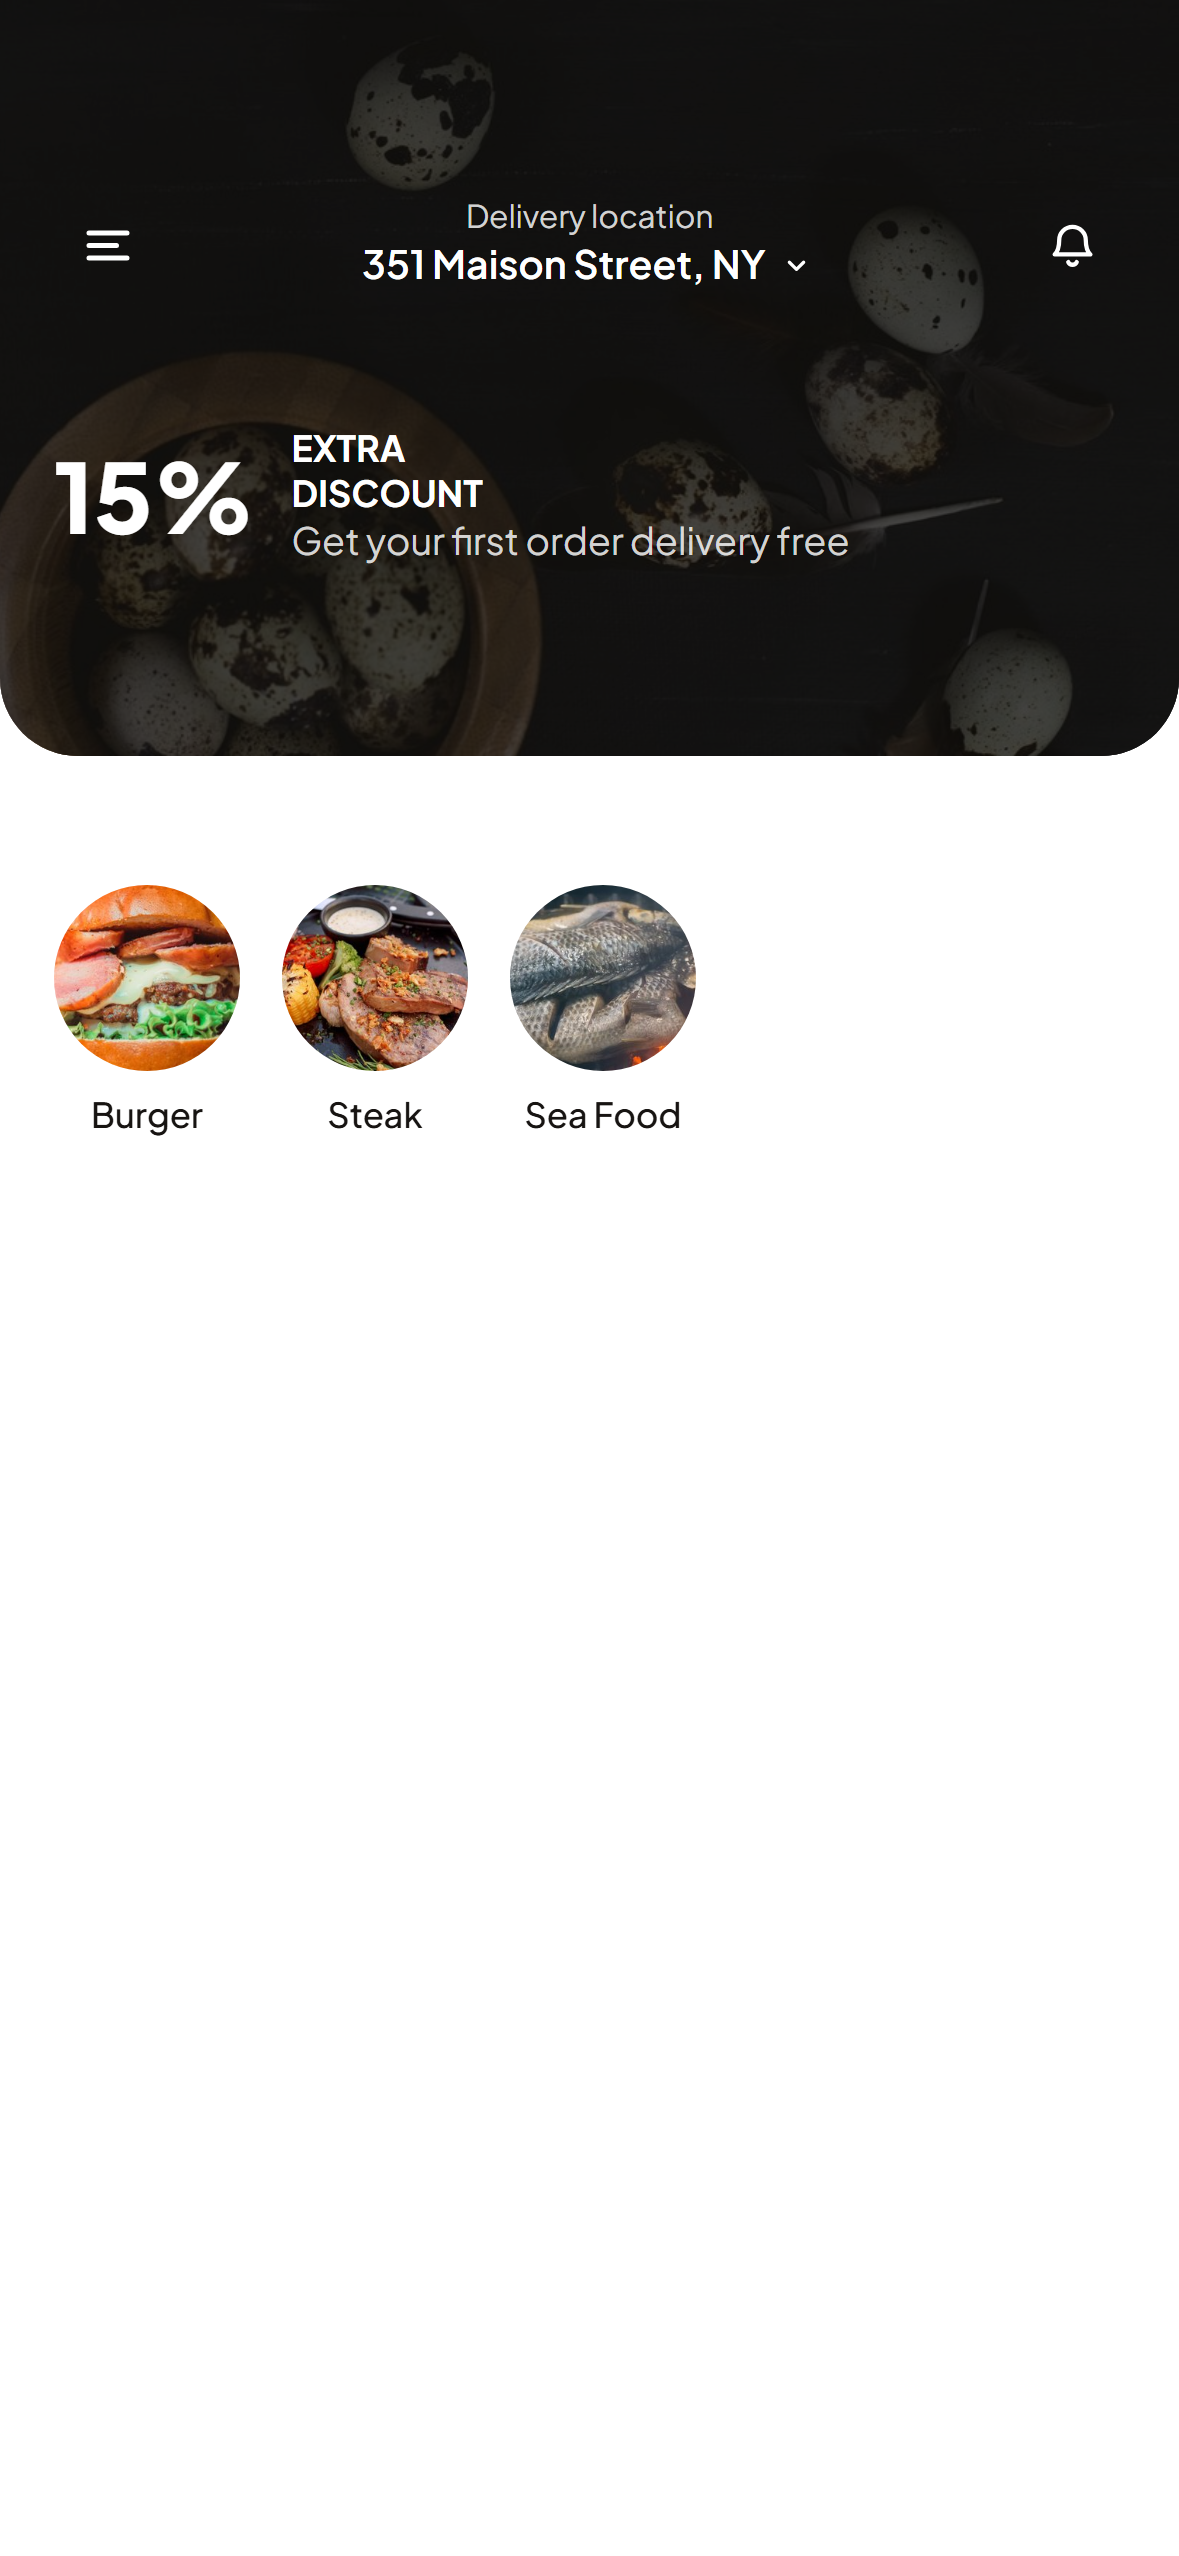 Delivery location
351 Maison Street, NY
15%
EXTRA
DISCOUNT
Get your first order delivery free
Burger
Steak
Sea Food